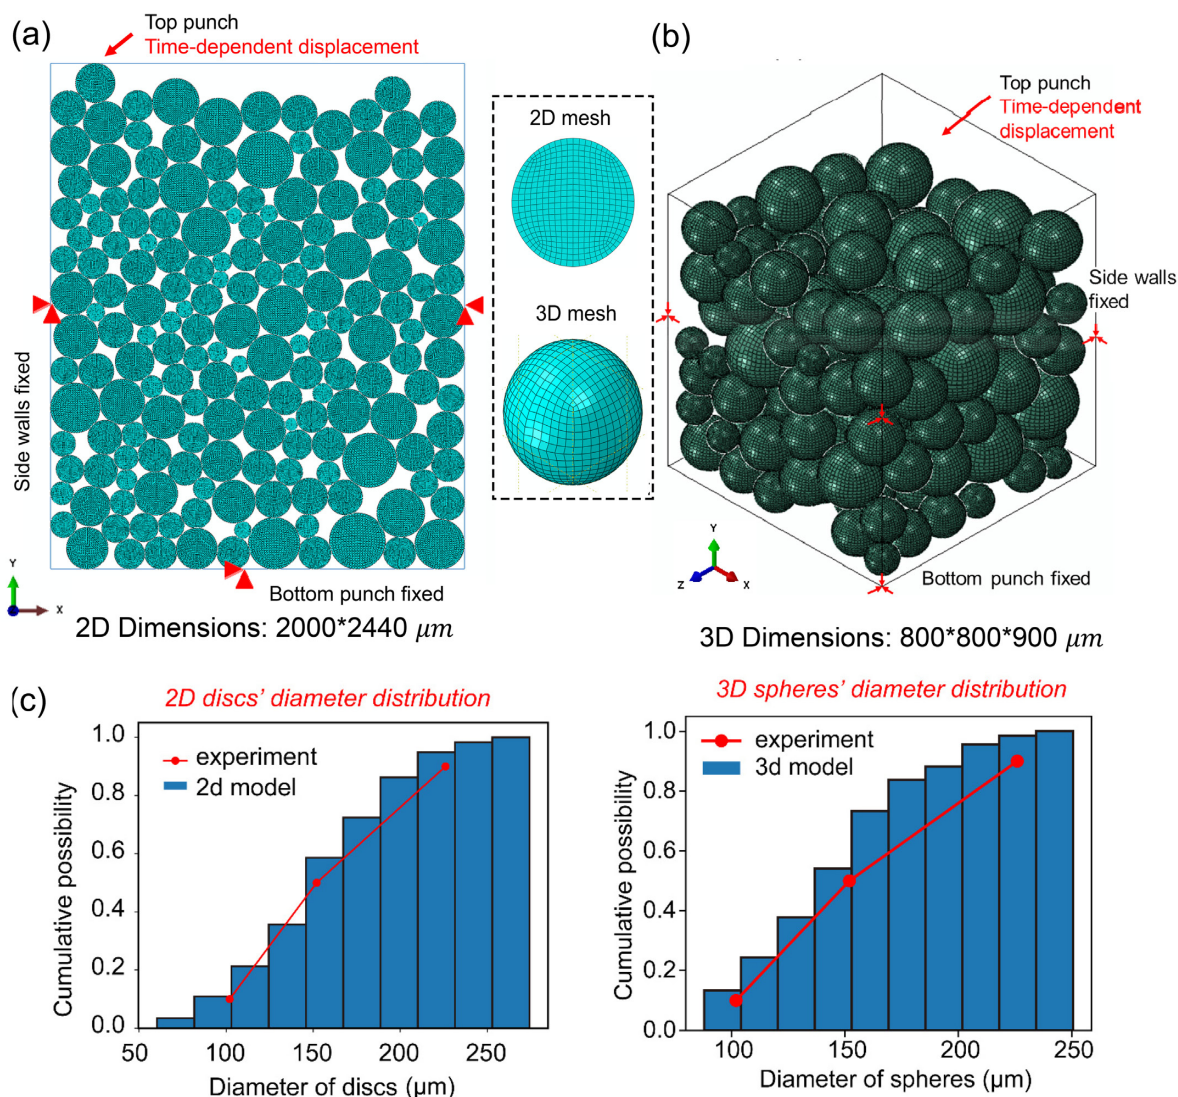 (a)
Top punch
Time-dependent displacement
Side walls fixed
Bottom punch fixed
Y
X
2D Dimensions: 2000*2440 μm
2D mesh
3D mesh
(b)
Top punch
Time-dependent
displacement
Side walls
fixed
Y
Z
X
Bottom punch fixed
3D Dimensions: 800*800*900 μm
(c)
2D discs' diameter distribution
experiment
2d model
Cumulative possibility
1.0
0.8
0.6
0.4
0.2
0.0
50
100
150
200
250
Diameter of discs (μm)
3D spheres' diameter distribution
experiment
3d model
Cumulative possibility
1.0
0.8
0.6
0.4
0.2
0.0
100
150
200
250
Diameter of spheres (μm)